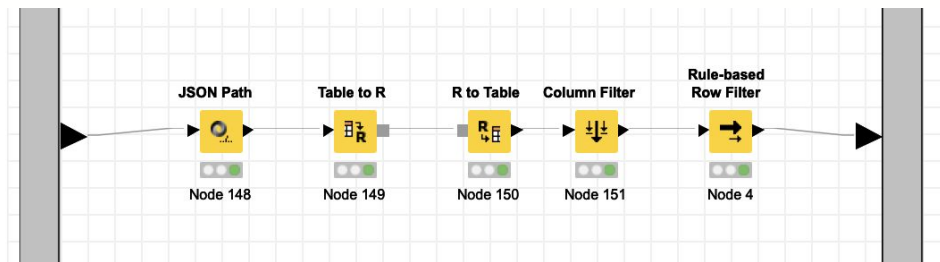 JSON Path
Table to R
R to Table
Column Filter
Rule-based
Row Filter
R
R
Node 148
Node 149
Node 150
Node 151
Node 4